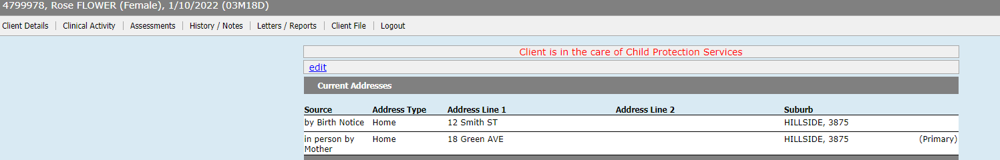 4799978, Rose FLOWER (Female), 1/10/2022 (03M18D)
Client Details Clinical Activity Assessments History / Notes Letters / Reports Client File Logout
Client is in the care of Child Protection Services
edit
Current Addresses
Source Address Type Address Line 1 Address Line 2 Suburb
by Birth Notice Home 12 Smith ST HILLSIDE, 3875
in person by Home 18 Green AVE HILLSIDE, 3875 (Primary)
Mother